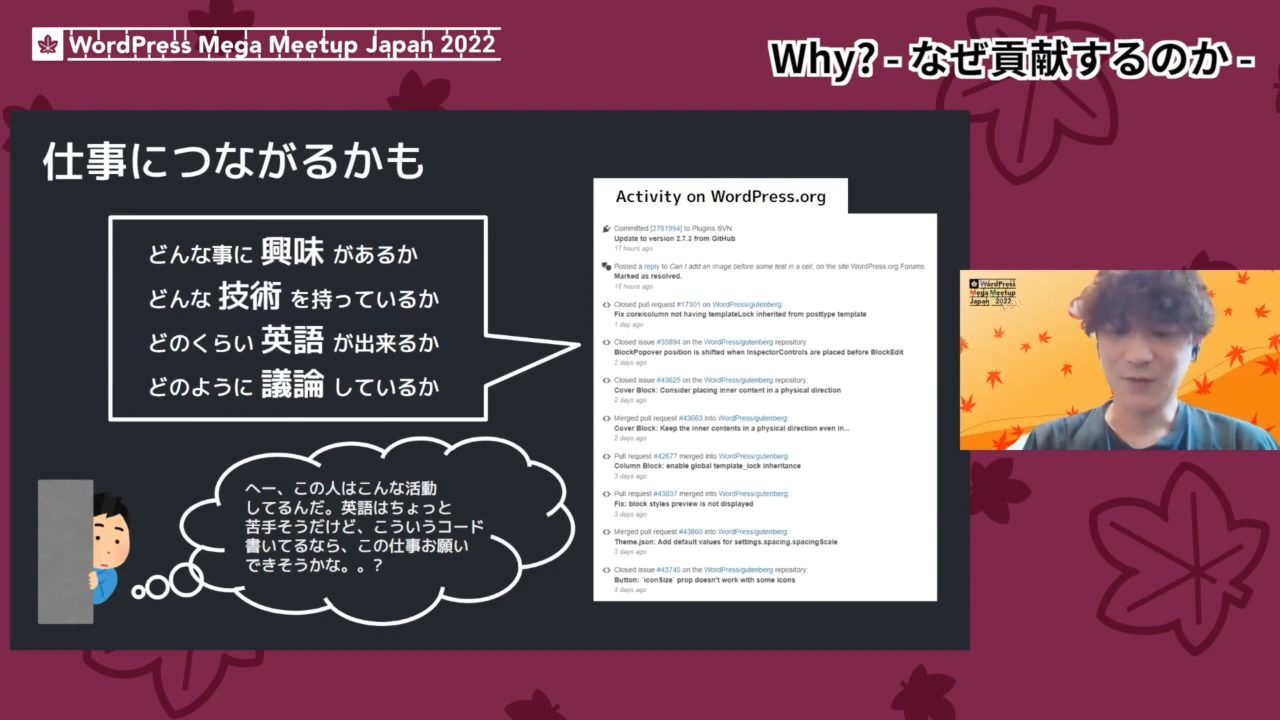 WordPress Mega Meetup Japan 2022
Why? - なぜ貢献するのか -
仕事につながるかも
どんな事に 興味 があるか
どんな 技術 を持っているか
どのくらい 英語 が出来るか
どのように 議論 しているか
へー、この人はこんな活動
してるんだ。英語はちょっと
苦手そうだけど、こういうコード
書いてるなら、この仕事お願い
できそうかな。。?
Activity on WordPress.org
Committed [2781994] to Plugins SVN:
Update to version 2.7.3 from GitHub
17 hours ago
Posted a reply to Can I add an image before some test in a cell, on the site WordPress.org Forums:
Marked as resolved.
18 hours ago
Closed pull request #17301 on WordPress/gutenberg:
Fix core/column not having templateLock inherited from posttype template
1 day ago
Closed issue #35894 on the WordPress/gutenberg repository:
BlockPopover position is shifted when InspectorControls are placed before BlockEdit
2 days ago
Closed issue #43625 on the WordPress/gutenberg repository:
Cover Block: Consider placing inner content in a physical direction
2 days ago
Merged pull request #43663 into WordPress/gutenberg:
Cover Block: Keep the inner contents in a physical direction even in...
2 days ago
Pull request #42677 merged into WordPress/gutenberg:
Column Block: enable global template_lock inheritance
3 days ago
Pull request #43837 merged into WordPress/gutenberg:
Fix: block styles preview is not displayed
3 days ago
Merged pull request #43860 into WordPress/gutenberg:
Theme.json: Add default values for settings.spacing.spacingScale
3 days ago
Closed issue #43745 on the WordPress/gutenberg repository:
Button: `iconSize` prop doesn't work with some icons
4 days ago
WordPress
Mega Meetup
Japan 2022